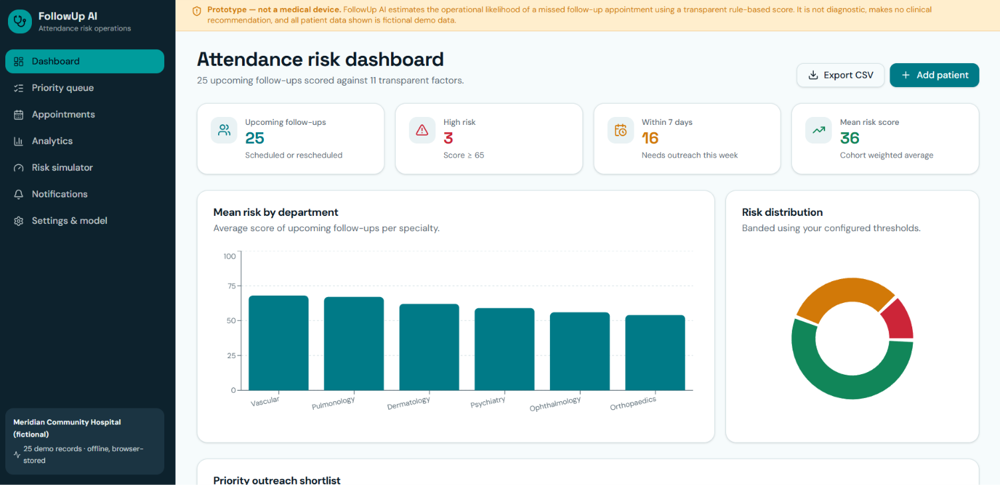 FollowUp AI
Attendance risk operations
Dashboard
Priority queue
Appointments
Analytics
Risk simulator
Notifications
Settings & model
Meridian Community Hospital
(fictional)
25 demo records · offline, browser-
stored
Prototype — not a medical device. FollowUp AI estimates the operational likelihood of a missed follow-up appointment using a transparent rule-based score. It is not diagnostic, makes no clinical
recommendation, and all patient data shown is fictional demo data.
Attendance risk dashboard
25 upcoming follow-ups scored against 11 transparent factors.
Export CSV
Add patient
Upcoming follow-ups
25
Scheduled or rescheduled
High risk
3
Score ≥ 65
Within 7 days
16
Needs outreach this week
Mean risk score
36
Cohort weighted average
Mean risk by department
Average score of upcoming follow-ups per specialty.
100
75
50
25
0
Vascular
Pulmonology
Dermatology
Psychiatry
Ophthalmology
Orthopaedics
Risk distribution
Banded using your configured thresholds.
Priority outreach shortlist